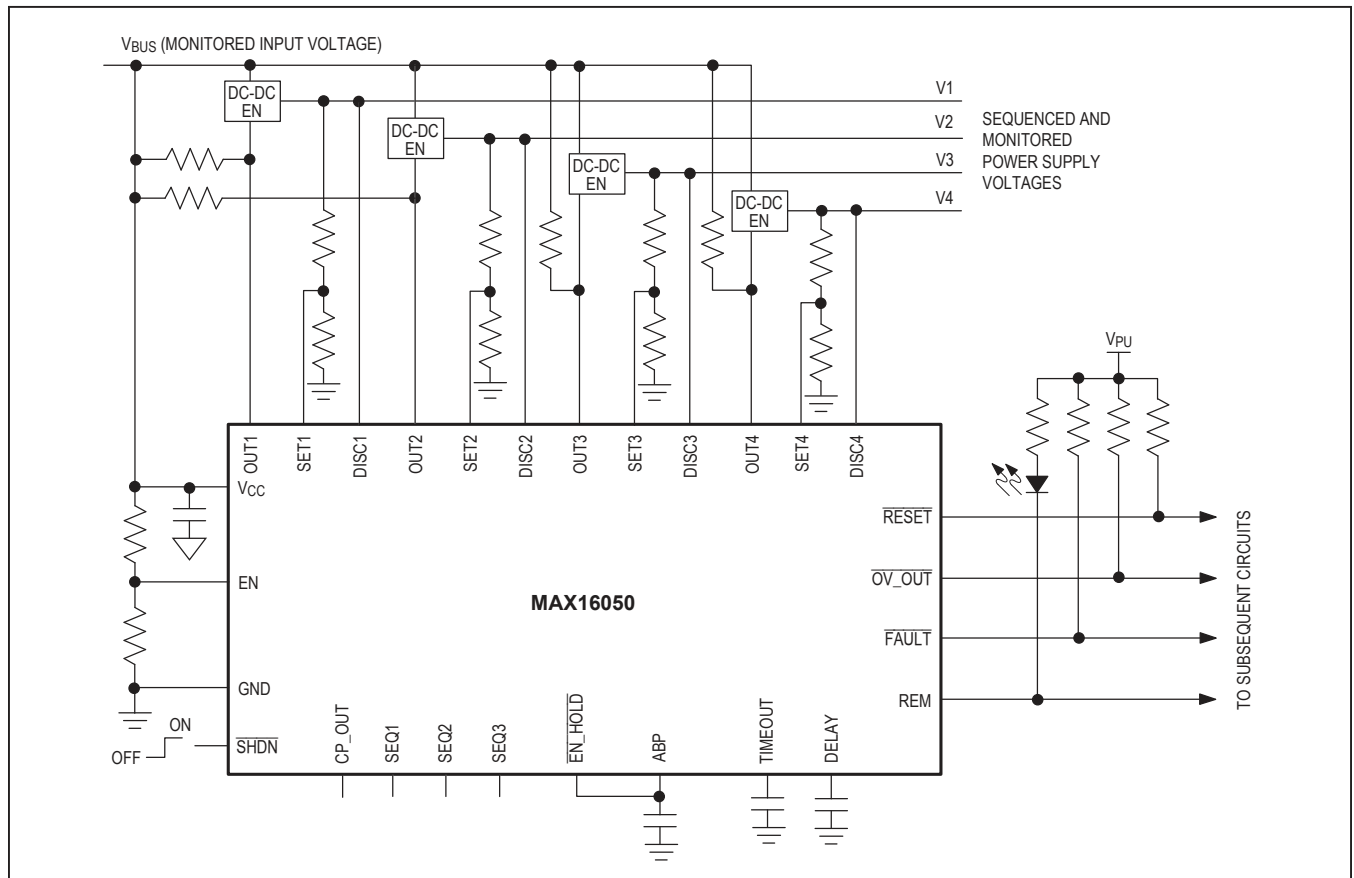 VBUS (MONITORED INPUT VOLTAGE)
DC-DC
EN
V1
DC-DC
EN
V2
SEQUENCED AND
MONITORED
POWER SUPPLY
VOLTAGES
DC-DC
EN
V3
DC-DC
EN
V4
VPU
OUT1
SET1
DISC1
OUT2
SET2
DISC2
OUT3
SET3
DISC3
OUT4
SET4
DISC4
VCC
EN
GND
SHDN
ON
OFF
MAX16050
RESET
OV_OUT
FAULT
REM
TO SUBSEQUENT CIRCUITS
CP_OUT
SEQ1
SEQ2
SEQ3
EN_HOLD
ABP
TIMEOUT
DELAY